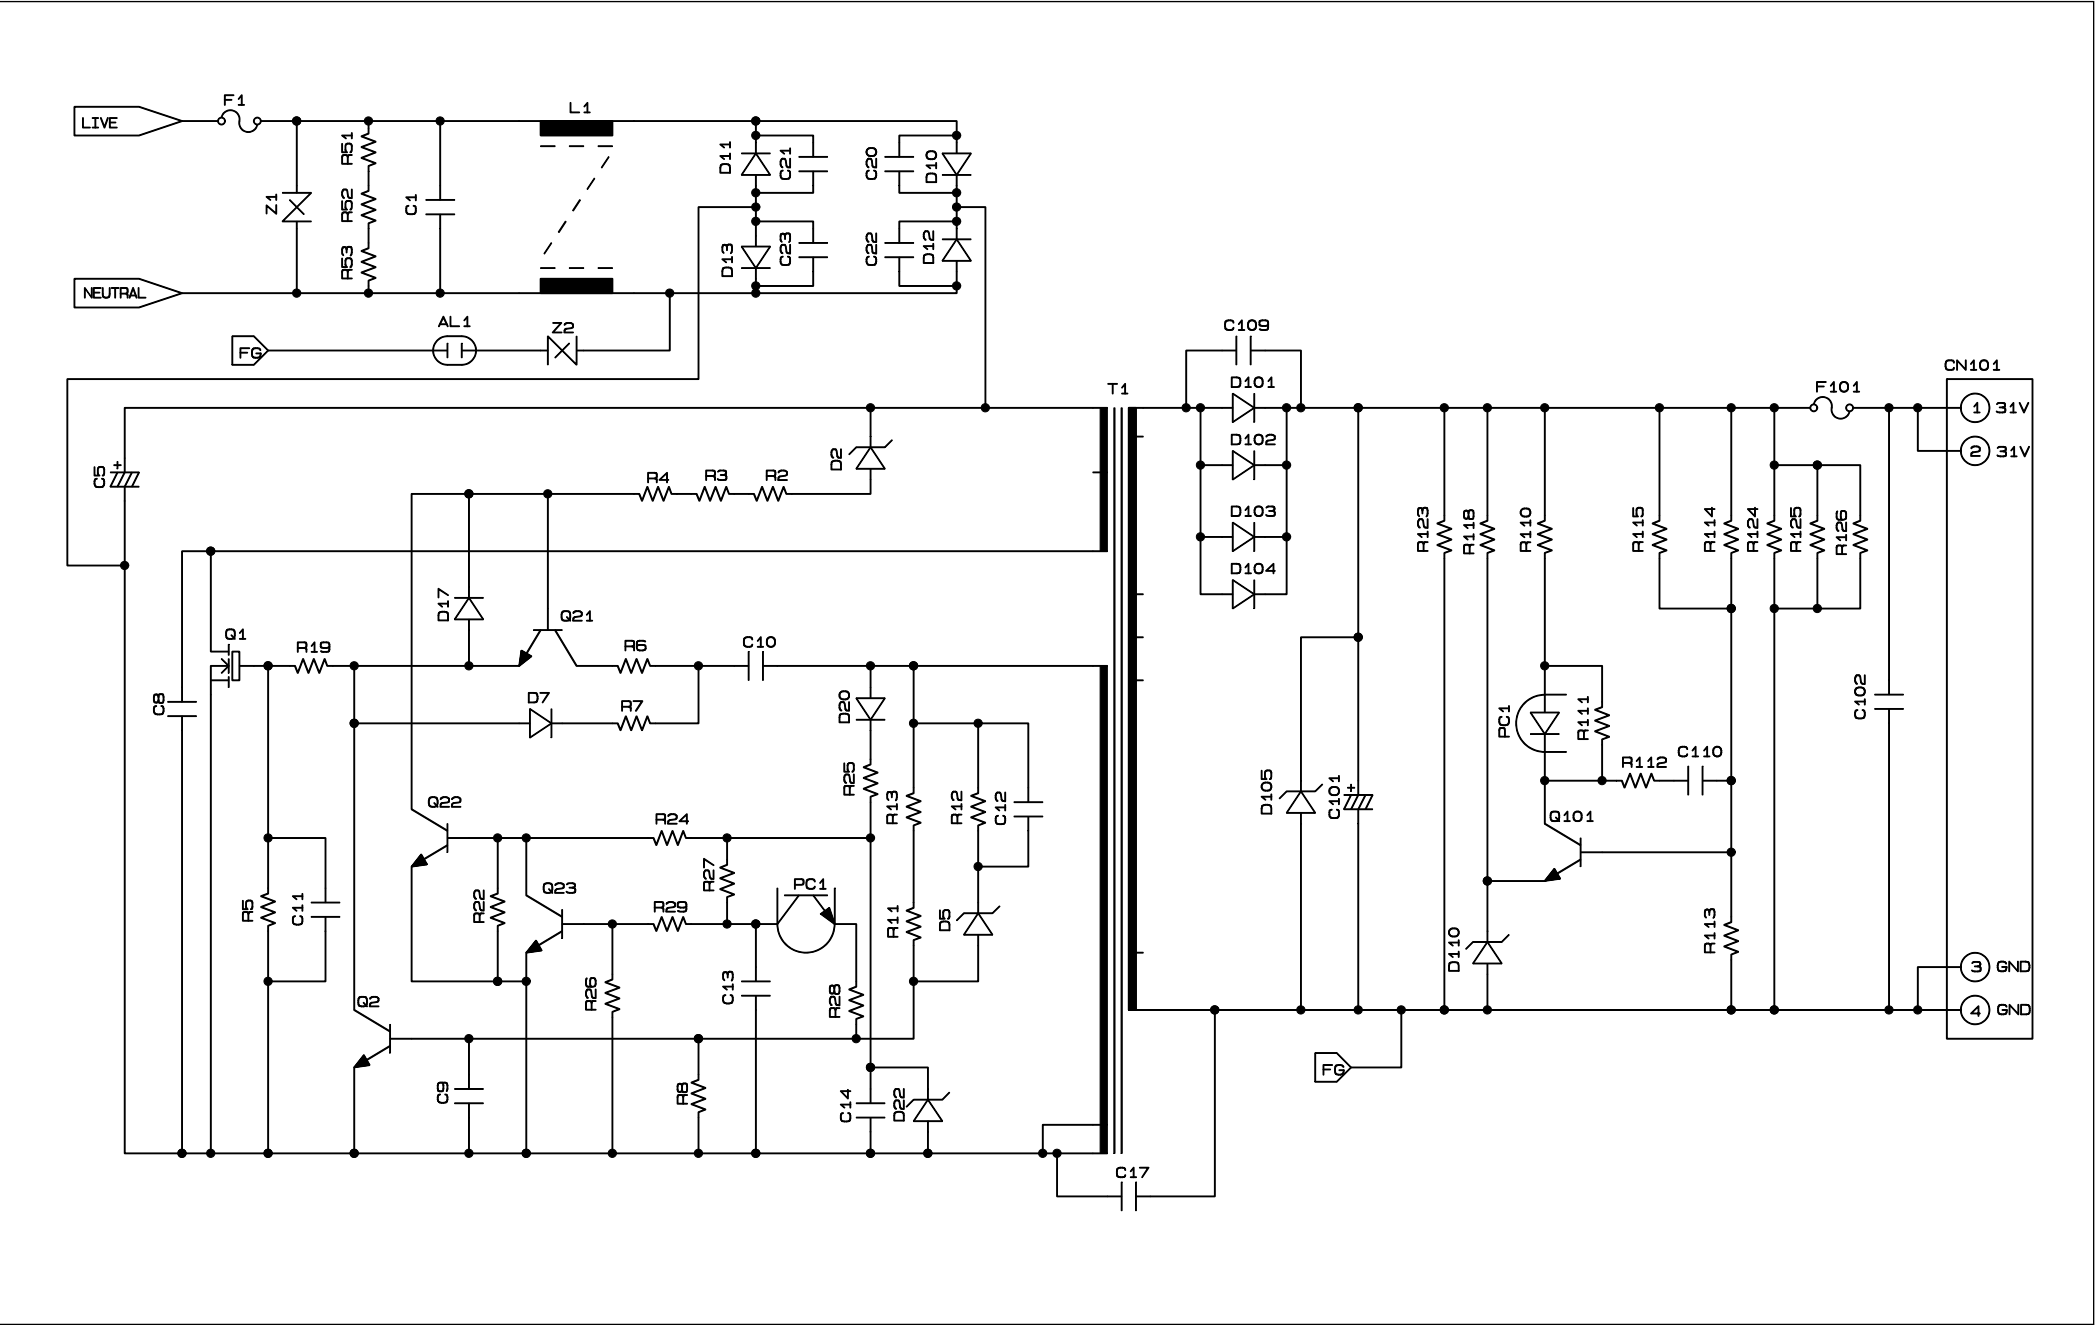 F1
L1
LIVE
R51
D11
C21
C20
D10
Z1
R52
C1
R53
D13
C23
C22
D12
NEUTRAL
AL1
Z2
FG
C109
CN101
T1
D101
F101
1 31V
D102
2 31V
C5
+
D2
R4
R3
R2
D103
R123
R118
R110
R115
R114
R124
R125
R126
D104
D17
Q21
Q1
R19
R6
C10
C8
D7
R7
D20
PC1
R111
C102
R112
C110
R25
D105
C101
+
Q22
R13
R12
C12
R24
Q101
R27
PC1
Q23
R5
C11
R22
R29
R11
D5
D110
R113
3 GND
R26
C13
R28
Q2
4 GND
FG
C9
R8
C14
D22
C17